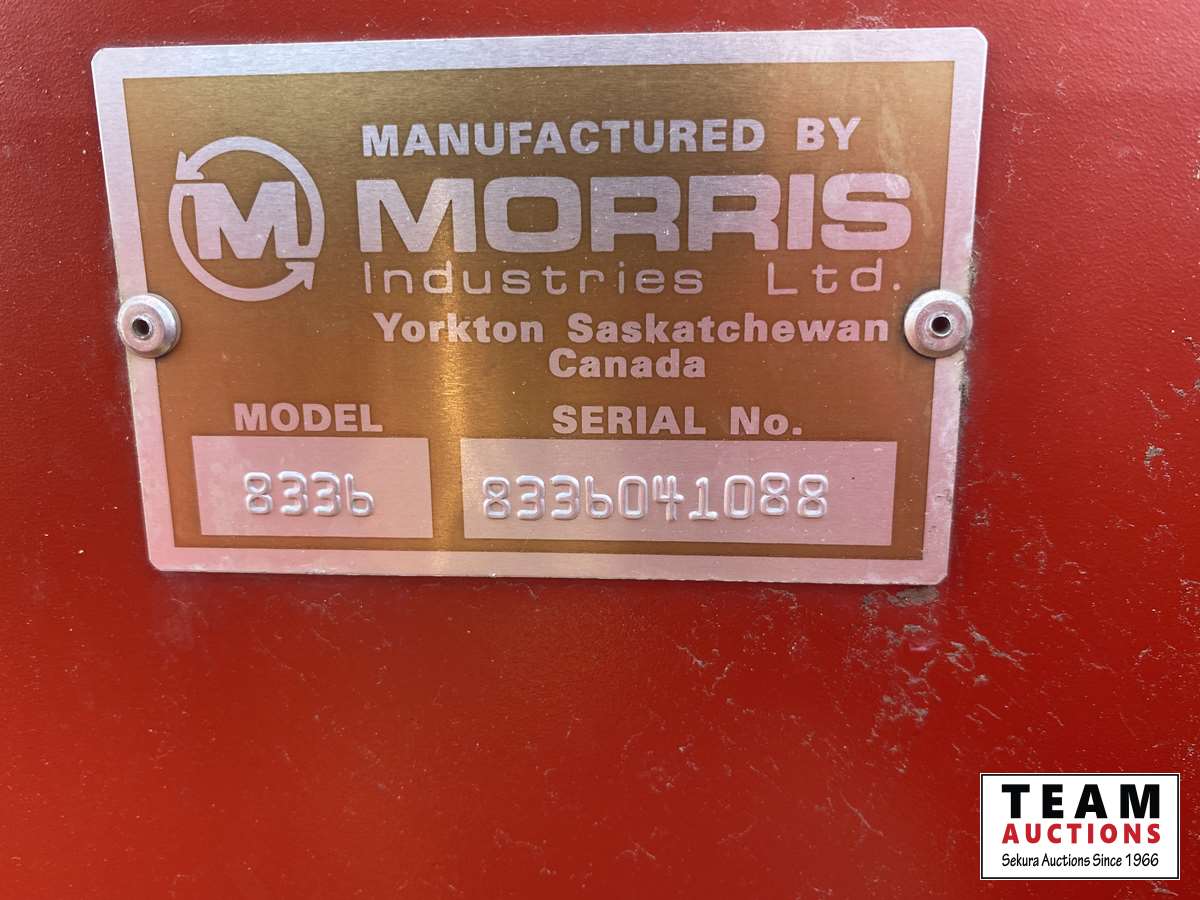 MANUFACTURED BY
M
MORRIS
Industries Ltd.
Yorkton Saskatchewan
Canada
MODEL
SERIAL No.
8336
8336041088
TEAM
AUCTIONS
Sekura Auctions Since 1966